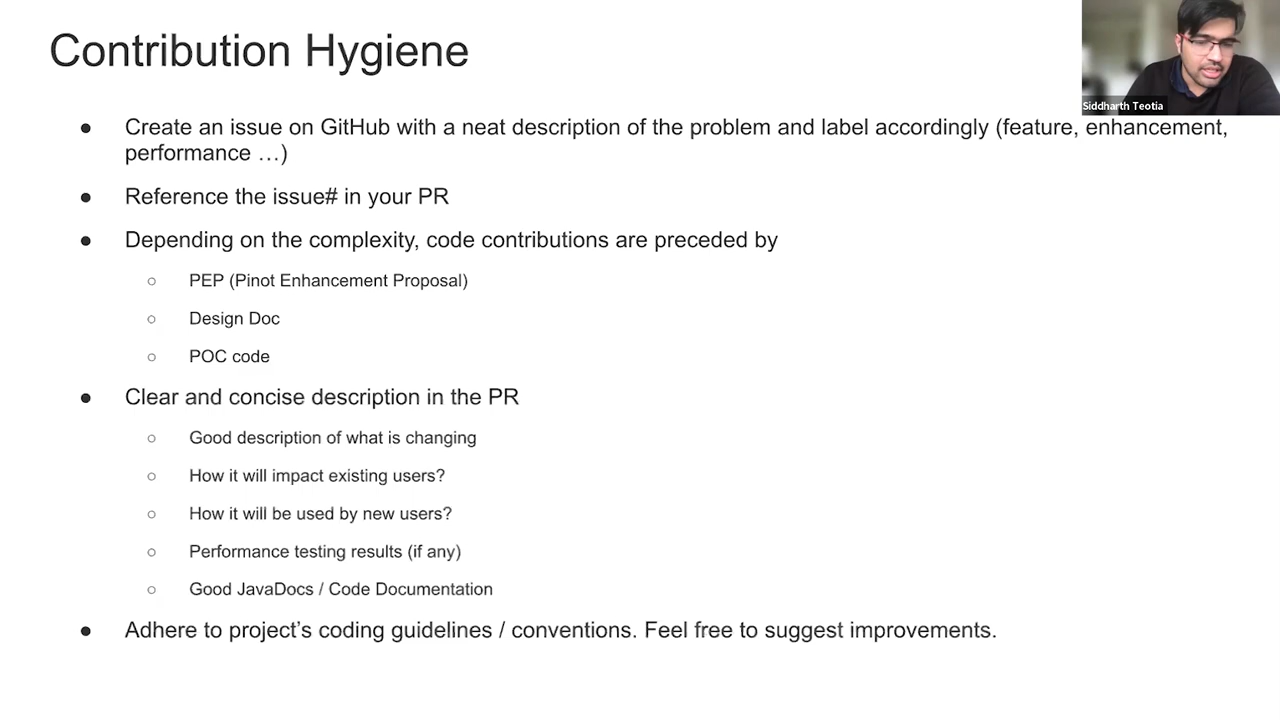 Contribution Hygiene
Siddharth Teotia
● Create an issue on GitHub with a neat description of the problem and label accordingly (feature, enhancement,
performance …)
● Reference the issue# in your PR
● Depending on the complexity, code contributions are preceded by
○ PEP (Pinot Enhancement Proposal)
○ Design Doc
○ POC code
● Clear and concise description in the PR
○ Good description of what is changing
○ How it will impact existing users?
○ How it will be used by new users?
○ Performance testing results (if any)
○ Good JavaDocs / Code Documentation
● Adhere to project’s coding guidelines / conventions. Feel free to suggest improvements.